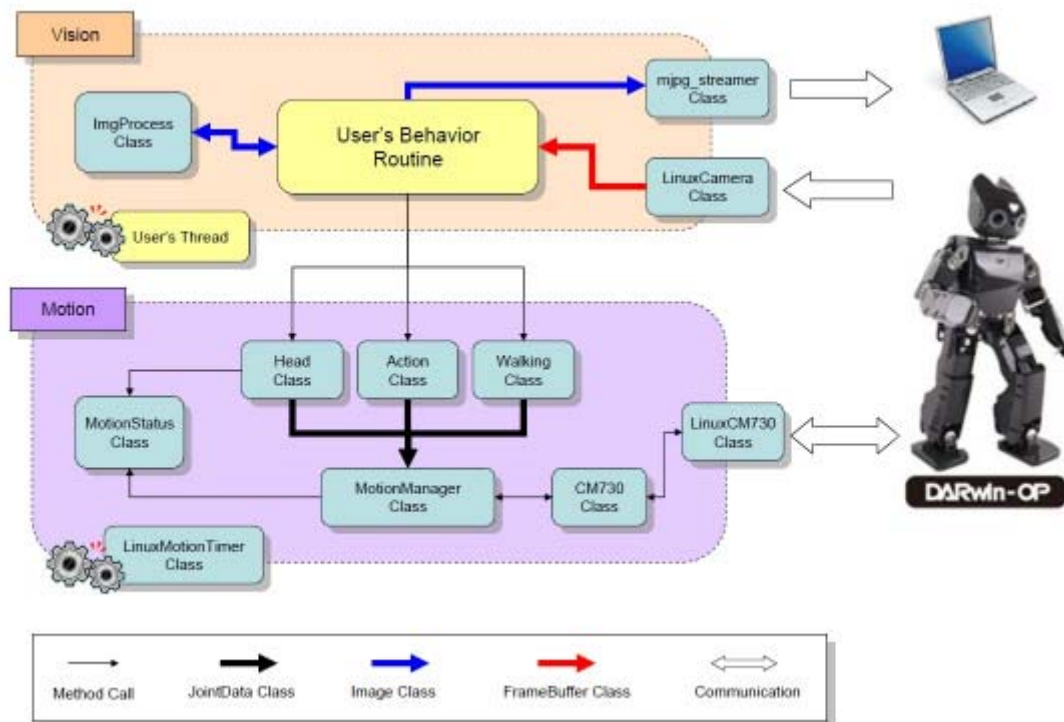 Vision
mjpg_streamer
Class
ImgProcess
Class
User's Behavior
Routine
LinuxCamera
Class
User's Thread
Motion
Head
Class
Action
Class
Walking
Class
MotionStatus
Class
LinuxCM730
Class
MotionManager
Class
CM730
Class
DARwIn-OP
LinuxMotionTimer
Class
Method Call
JointData Class
Image Class
FrameBuffer Class
Communication